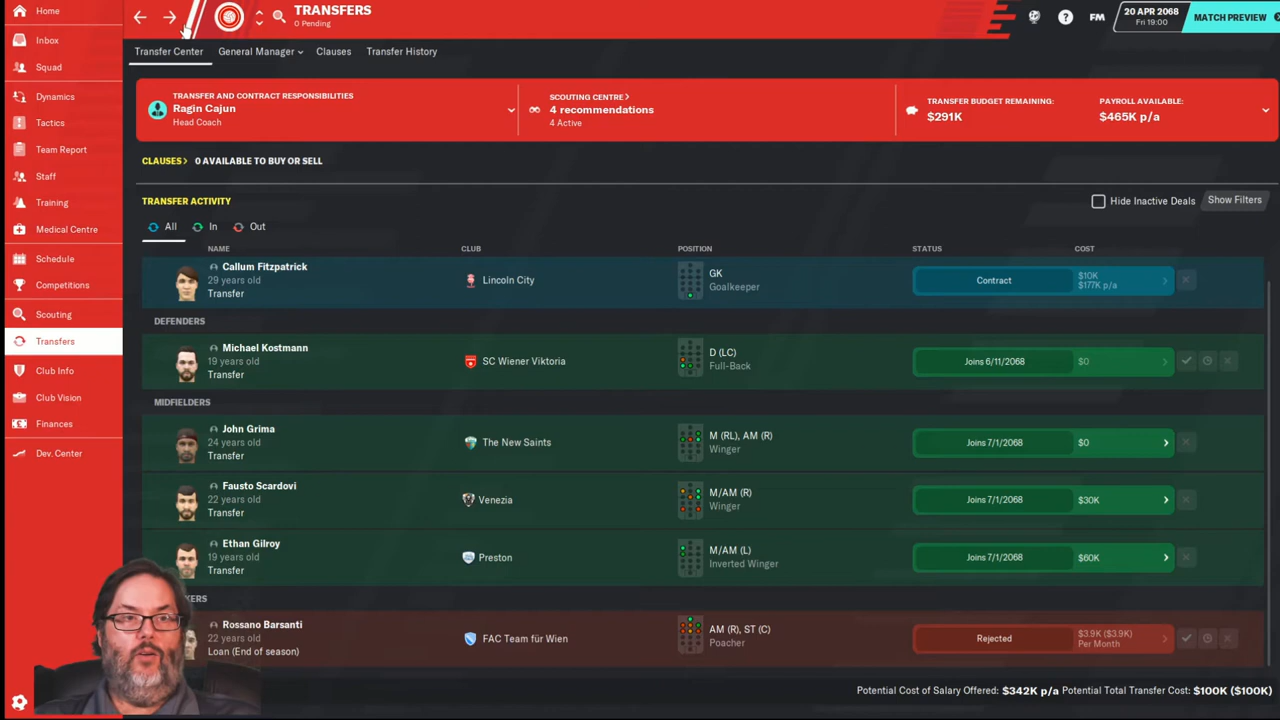 Home
Inbox
Squad
Dynamics
Tactics
Team Report
Staff
Training
Medical Centre
Schedule
Competitions
Scouting
Transfers
Club Info
Club Vision
Finances
Dev. Center
TRANSFERS
0 Pending
FM
20 APR 2068
Fri 19:00
MATCH PREVIEW
Transfer Center
General Manager
Clauses
Transfer History
TRANSFER AND CONTRACT RESPONSIBILITIES
Ragin Cajun
Head Coach
SCOUTING CENTRE>
4 recommendations
4 Active
TRANSFER BUDGET REMAINING:
$291K
PAYROLL AVAILABLE:
$465K p/a
CLAUSES> 0 AVAILABLE TO BUY OR SELL
TRANSFER ACTIVITY
Hide Inactive Deals
Show Filters
All
In
Out
NAME CLUB POSITION STATUS COST
Callum Fitzpatrick
29 years old
Transfer
Lincoln City
GK
Goalkeeper
Contract
$10K
$177K p/a
DEFENDERS
Michael Kostmann
19 years old
Transfer
SC Wiener Viktoria
D (LC)
Full-Back
Joins 6/11/2068
$0
MIDFIELDERS
John Grima
24 years old
Transfer
The New Saints
M (RL), AM (R)
Winger
Joins 7/1/2068
$0
Fausto Scardovi
22 years old
Transfer
Venezia
M/AM (R)
Winger
Joins 7/1/2068
$30K
Ethan Gilroy
19 years old
Transfer
Preston
M/AM (L)
Inverted Winger
Joins 7/1/2068
$60K
KERS
Rossano Barsanti
22 years old
Loan (End of season)
FAC Team für Wien
AM (R), ST (C)
Poacher
Rejected
$3.9K ($3.9K)
Per Month
Potential Cost of Salary Offered: $342K p/a Potential Total Transfer Cost: $100K ($100K)